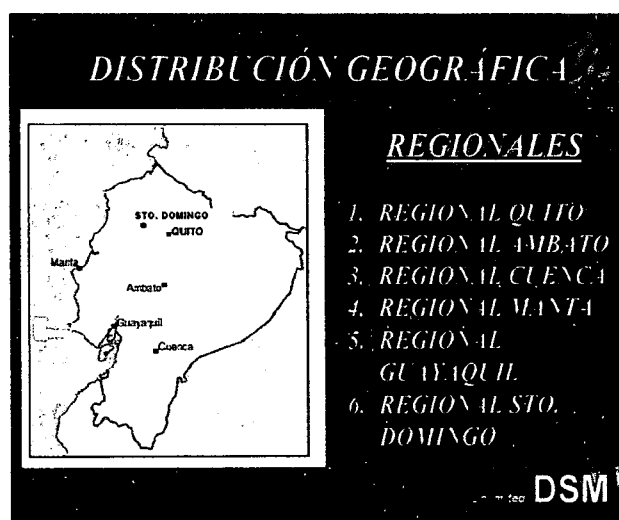 DISTRIBUCIÓN GEOGRÁFICA
STO. DOMINGO
QUITO
Manta
Ambato
Guayaquil
Cuenca
REGIONALES
1. REGIONAL QUITO
2. REGIONAL AMBATO
3. REGIONAL CUENCA
4. REGIONAL MANTA
5. REGIONAL
GUAYAQUIL
6. REGIONAL STO.
DOMINGO
DSM